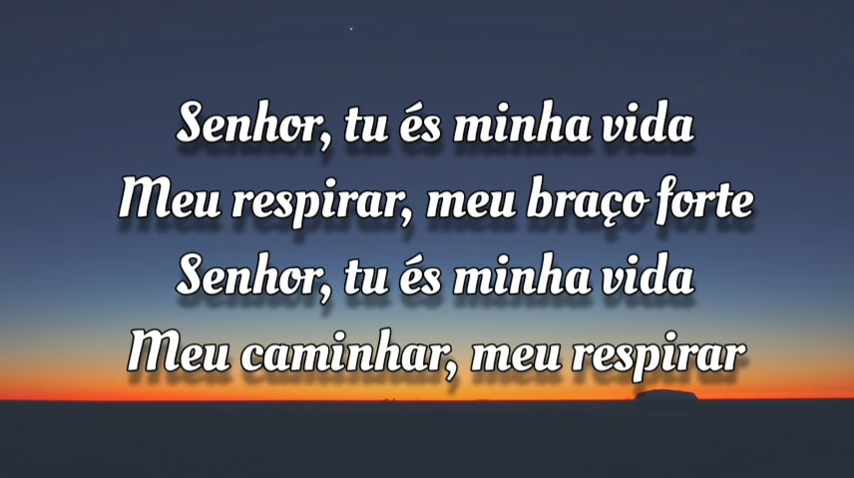 Senhor, tu és minha vida
Meu respirar, meu braço forte
Senhor, tu és minha vida
Meu caminhar, meu respirar